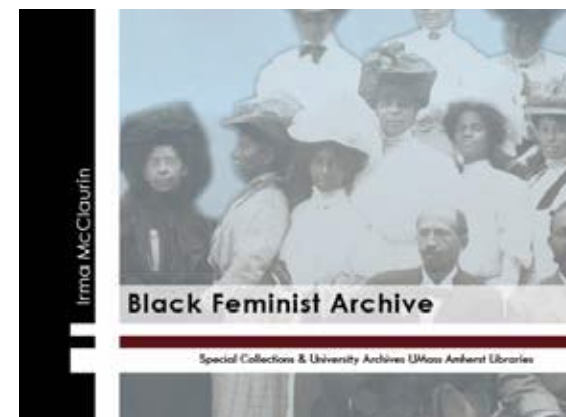 Irma McClaurin
Black Feminist Archive
Special Collections & University Archives UMass Amherst Libraries